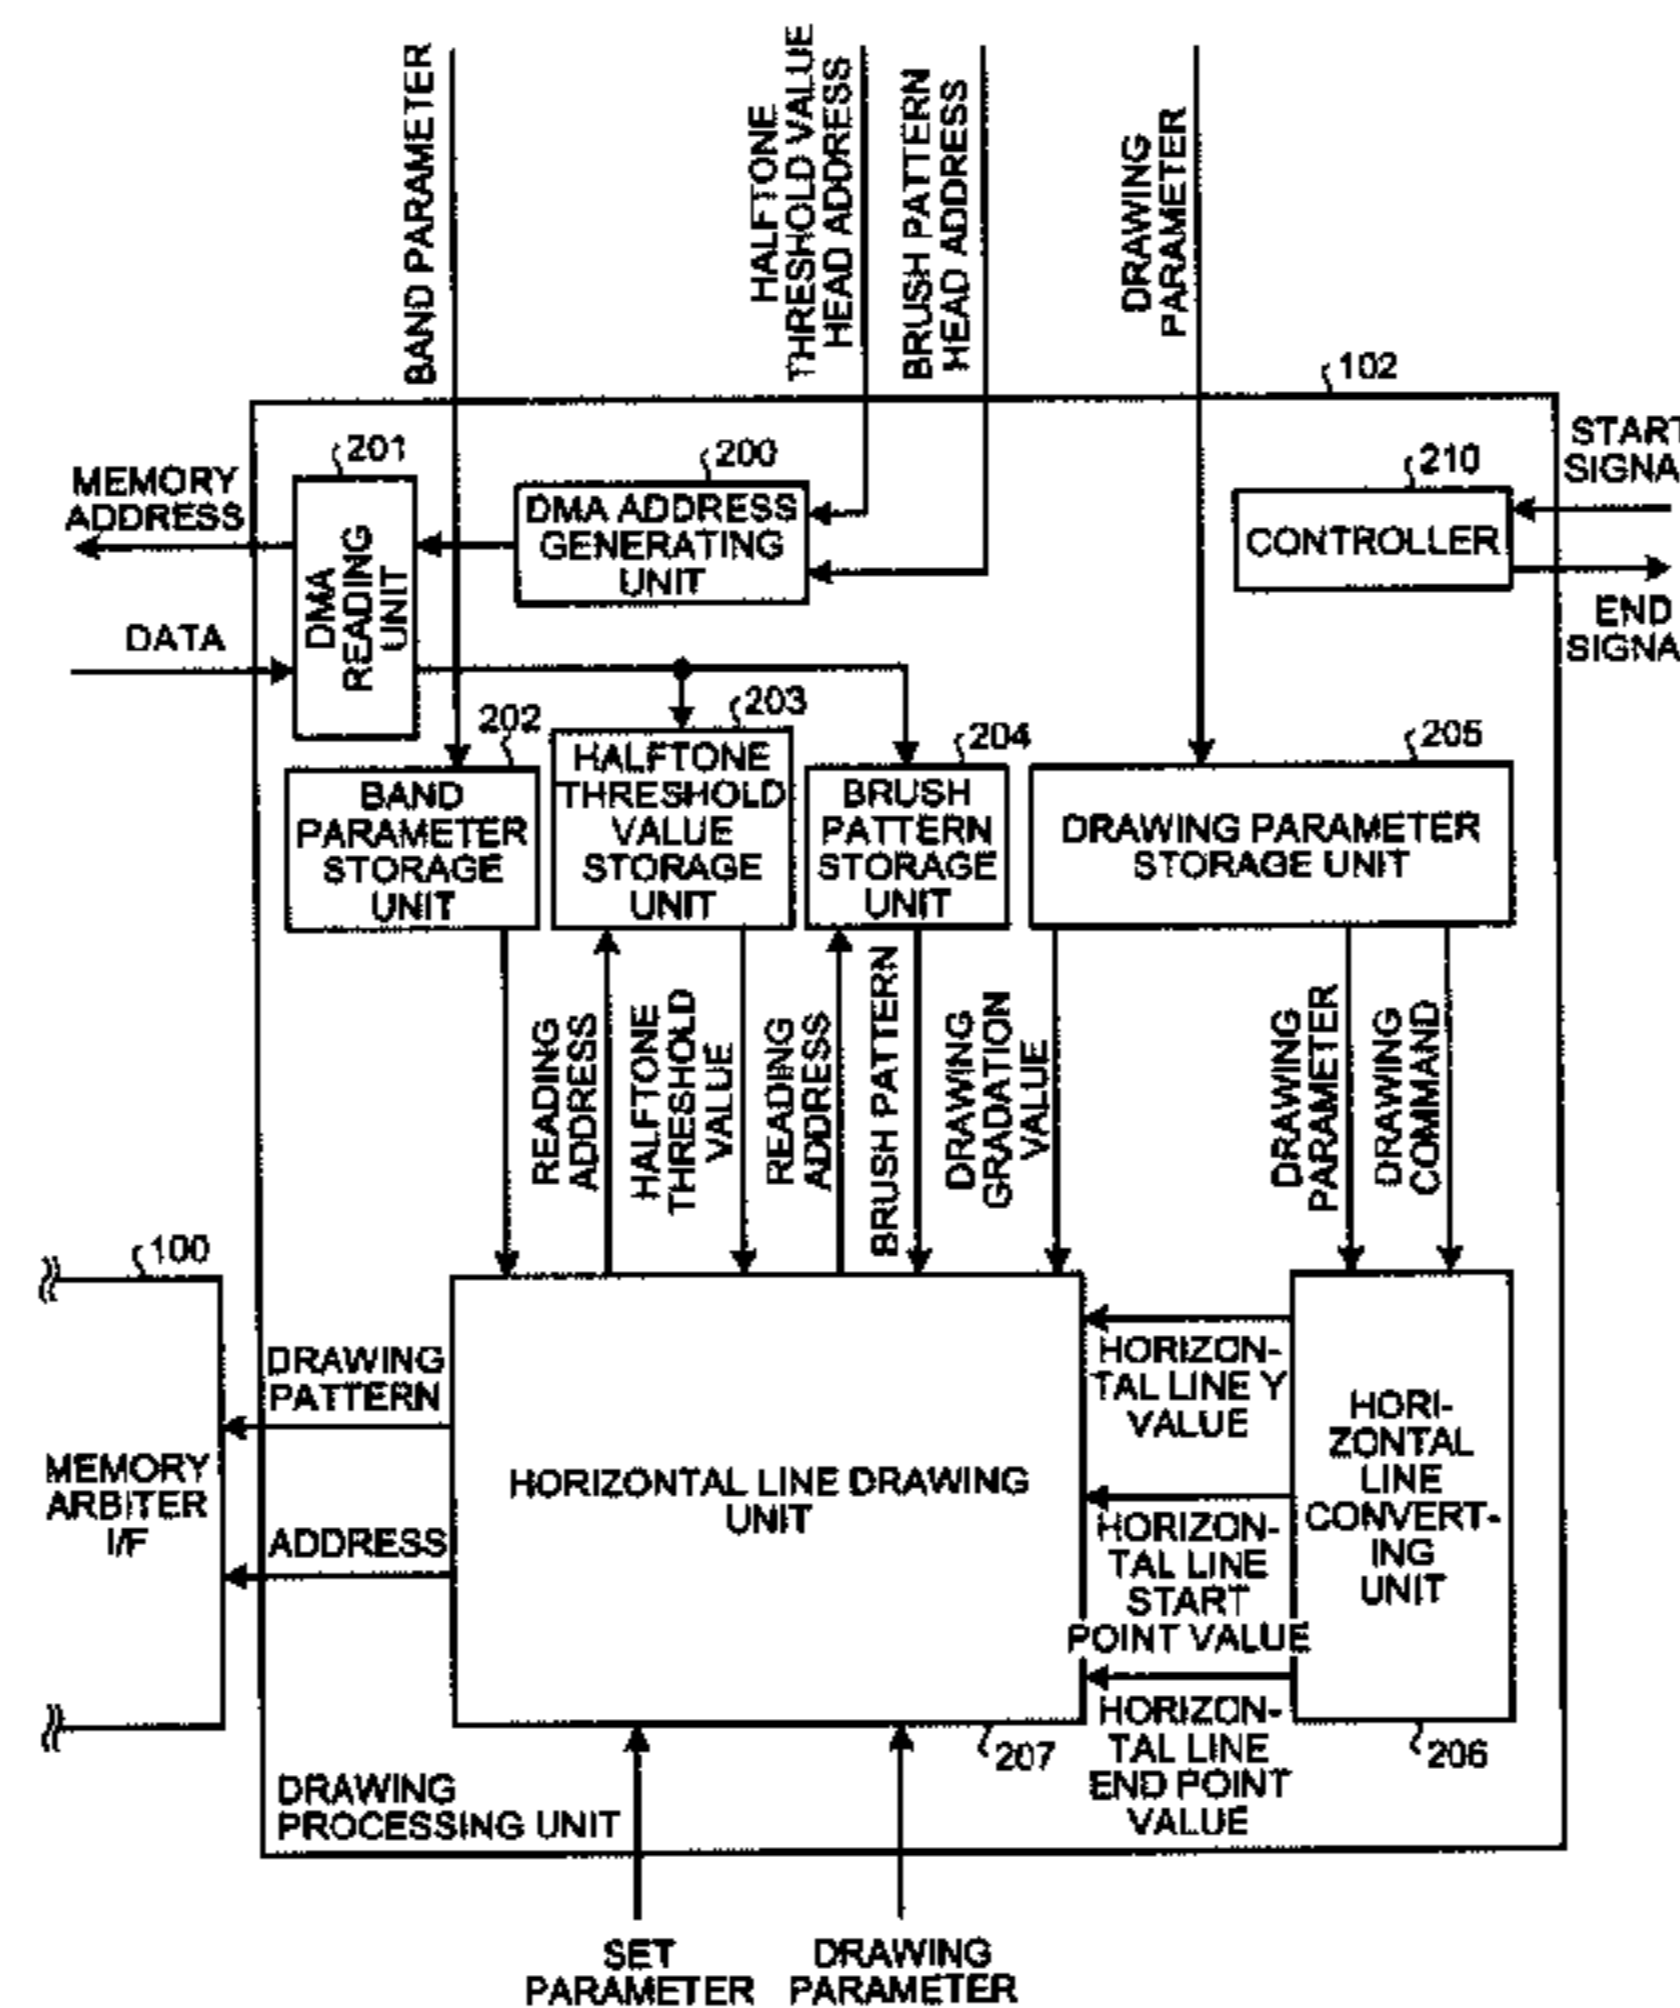 BAND PARAMETER
HALFTONE
THRESHOLD VALUE
HEAD ADDRESS
BRUSH PATTERN
HEAD ADDRESS
DRAWING
PARAMETER
102
201
MEMORY
ADDRESS
DATA
DMA
READING
UNIT
200
DMA ADDRESS
GENERATING
UNIT
210
CONTROLLER
START
SIGNA
END
SIGNA
202
BAND
PARAMETER
STORAGE
UNIT
203
HALFTONE
THRESHOLD
VALUE
STORAGE
UNIT
204
BRUSH
PATTERN
STORAGE
UNIT
205
DRAWING PARAMETER
STORAGE UNIT
READING
ADDRESS
HALFTONE
THRESHOLD
VALUE
READING
ADDRESS
BRUSH PATTERN
DRAWING
GRADATION
VALUE
DRAWING
PARAMETER
DRAWING
COMMAND
100
MEMORY
ARBITER
I/F
DRAWING
PATTERN
ADDRESS
HORIZONTAL LINE DRAWING
UNIT
207
HORIZON-
TAL LINE Y
VALUE
HORIZON-
TAL LINE
START
POINT VALUE
HORIZON-
TAL LINE
END POINT
VALUE
HORI-
ZONTAL
LINE
CONVERT-
ING
UNIT
206
DRAWING
PROCESSING UNIT
SET
PARAMETER
DRAWING
PARAMETER